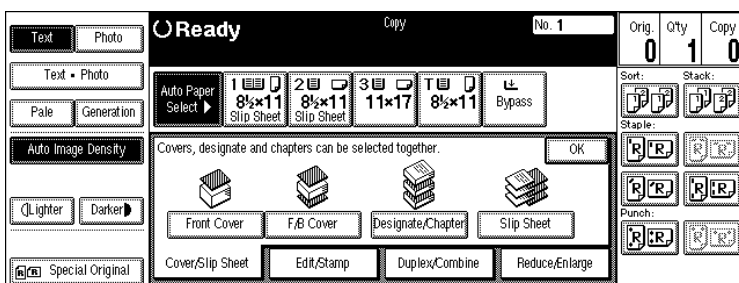 Text Photo
Text • Photo
Pale Generation
Auto Image Density
Lighter Darker
Special Original
Ready Copy No. 1
Auto Paper Select ▶
1 8½×11 Slip Sheet
2 8½×11 Slip Sheet
3 11×17
T 8½×11
Bypass
Covers, designate and chapters can be selected together. OK
Front Cover F/B Cover Designate/Chapter Slip Sheet
Cover/Slip Sheet Edit/Stamp Duplex/Combine Reduce/Enlarge
Orig. Q'ty Copy
0 1 0
Sort: Stack:
Staple:
Punch: